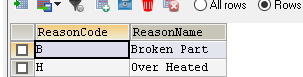 All rows Rows
ReasonCode ReasonName
B Broken Part
H Over Heated